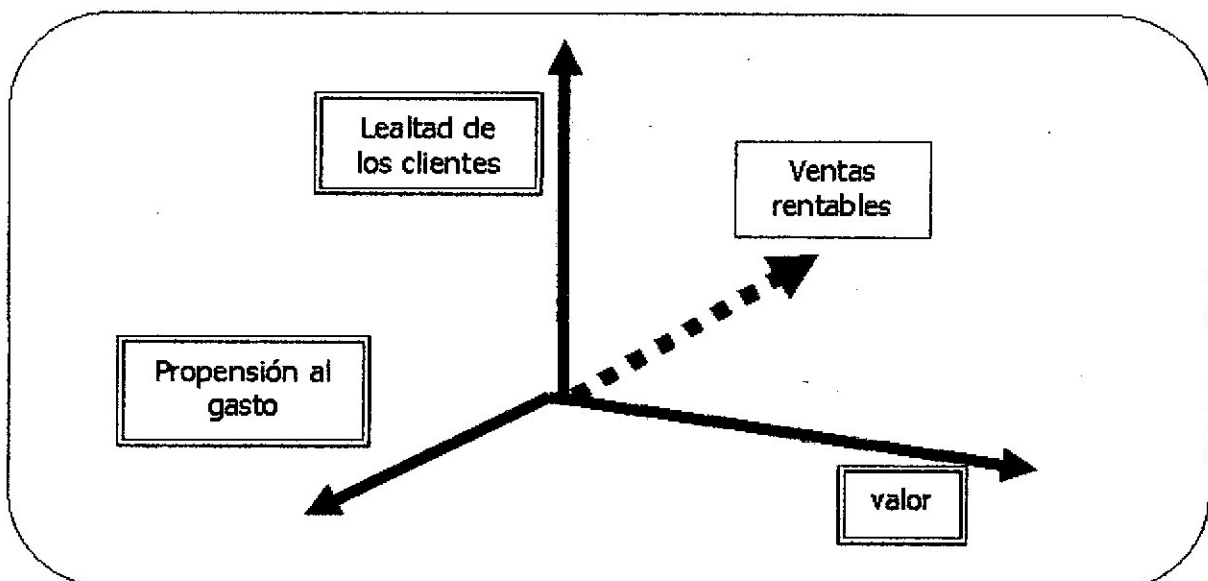 Lealtad de
los clientes
Ventas
rentables
Propensión al
gasto
valor